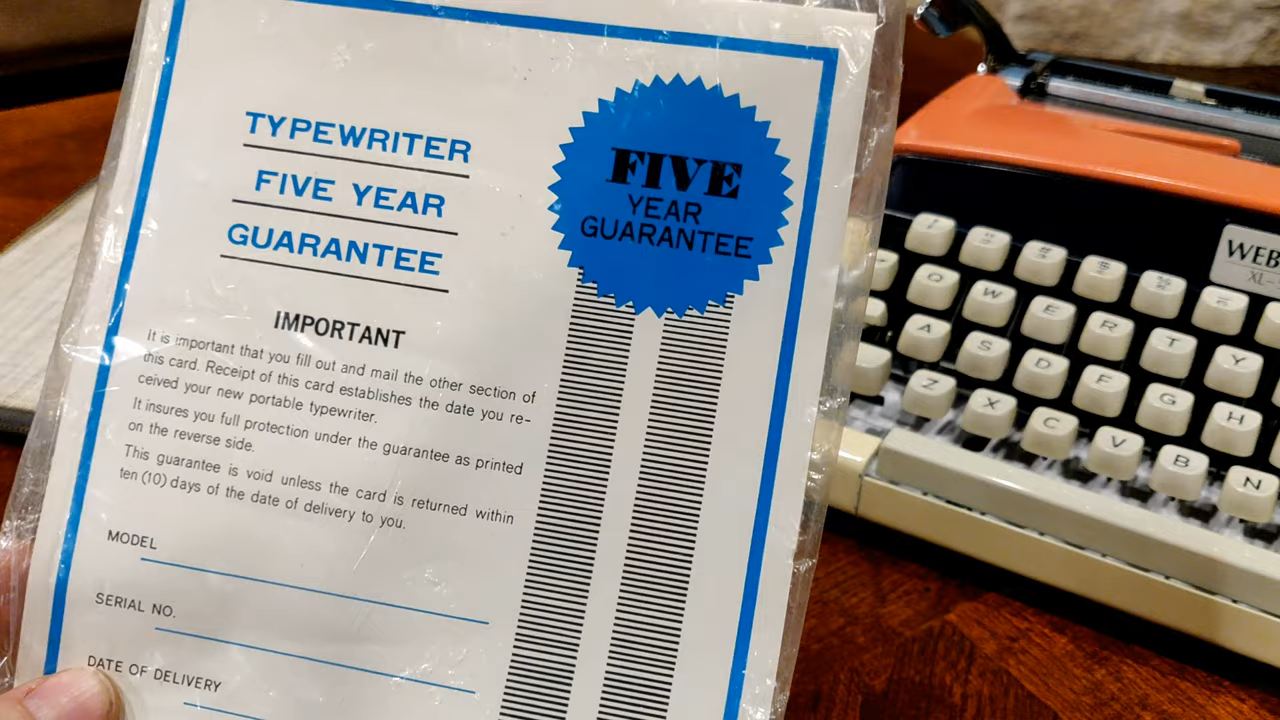 TYPEWRITER
FIVE YEAR
GUARANTEE
FIVE
YEAR
GUARANTEE
IMPORTANT
It is important that you fill out and mail the other section of
this card. Receipt of this card establishes the date you re-
ceived your new portable typewriter.
It insures you full protection under the guarantee as printed
on the reverse side.
This guarantee is void unless the card is returned within
ten (10) days of the date of delivery to you.
MODEL
SERIAL NO.
DATE OF DELIVERY
WEB
XL-
Q W E R T Y
A S D F G H
Z X C V B N